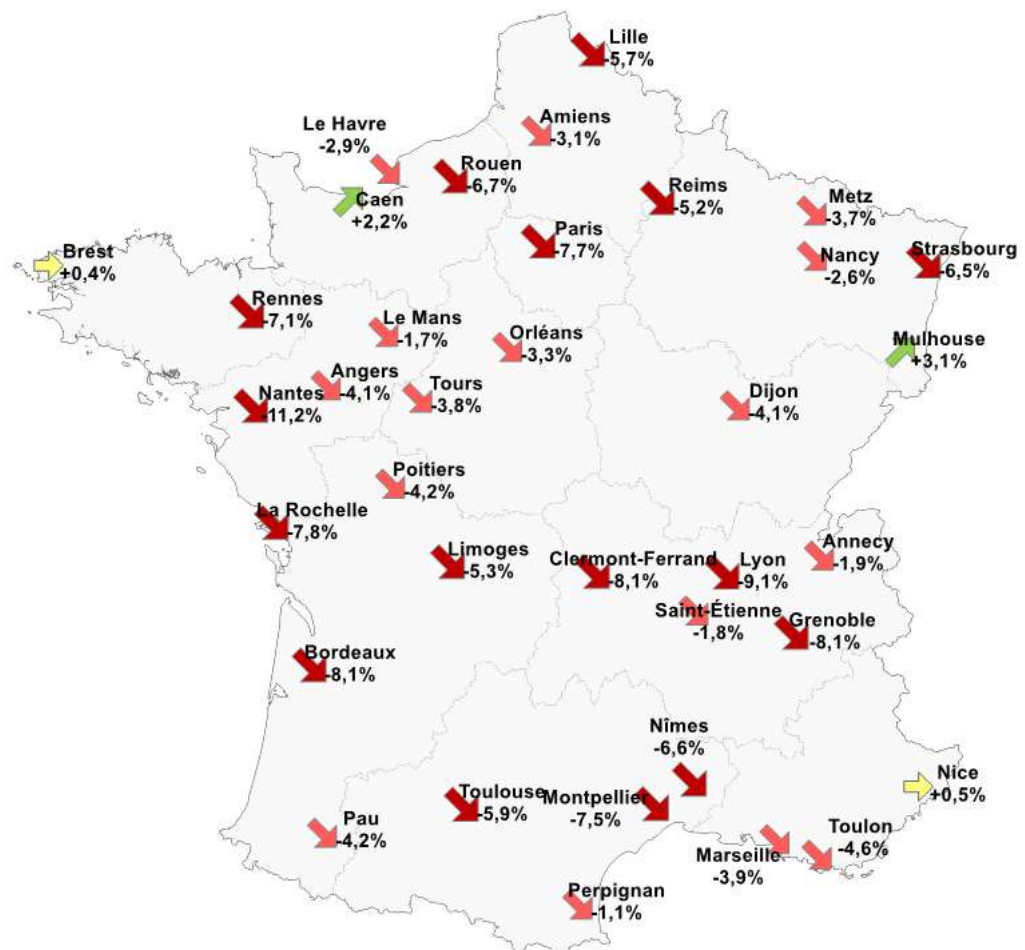 Lille
-5,7%
Amiens
-3,1%
Le Havre
-2,9%
Rouen
-6,7%
Caen
+2,2%
Reims
-5,2%
Metz
-3,7%
Paris
-7,7%
Nancy
-2,6%
Strasbourg
-6,5%
Brest
+0,4%
Rennes
-7,1%
Le Mans
-1,7%
Orléans
-3,3%
Mulhouse
+3,1%
Angers
-4,1%
Nantes
-11,2%
Tours
-3,8%
Dijon
-4,1%
Poitiers
-4,2%
La Rochelle
-7,8%
Limoges
-5,3%
Clermont-Ferrand
-8,1%
Lyon
-9,1%
Annecy
-1,9%
Saint-Étienne
-1,8%
Grenoble
-8,1%
Bordeaux
-8,1%
Nîmes
-6,6%
Nice
+0,5%
Toulouse
-5,9%
Montpellier
-7,5%
Pau
-4,2%
Toulon
-4,6%
Marseille
-3,9%
Perpignan
-1,1%